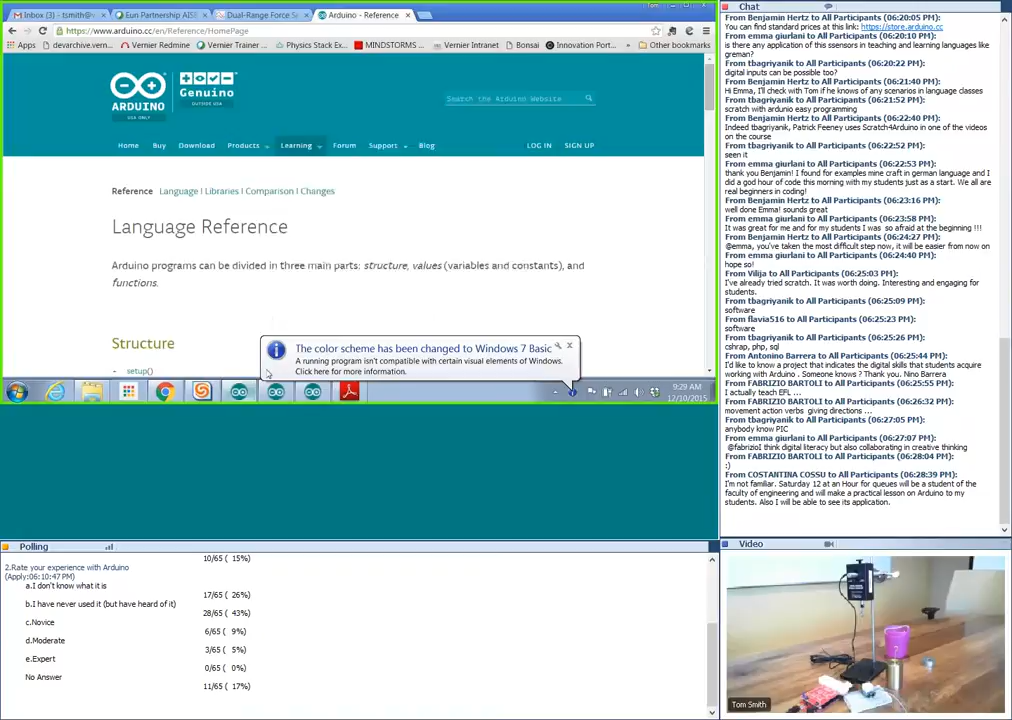 Inbox (43) - tsmith@v
Eun Partnership AISB
Dual-Range Force Se
Arduino - Reference
https://www.arduino.cc/en/Reference/HomePage
Apps
devarchive.vern...
Vernier Redmine
Vernier Trainer ...
Physics Stack Ex...
MINDSTORMS ...
Vernier Intranet
Bonsai
Innovation Port...
Other bookmarks
ARDUINO
USA ONLY
Genuino
OUTSIDE USA
Search the Arduino Website
Home Buy Download Products Learning Forum Support Blog LOG IN SIGN UP
Reference Language | Libraries | Comparison | Changes
Language Reference
Arduino programs can be divided in three main parts: structure, values (variables and constants), and
functions.
Structure
- setup()
The color scheme has been changed to Windows 7 Basic
A running program isn't compatible with certain visual elements of Windows.
Click here for more information.
9:29 AM
12/10/2015
Polling
10/65 ( 15%)
2.Rate your experience with Arduino
(Apply:06:10:47 PM)
a.I don't know what it is
17/65 ( 26%)
b.I have never used it (but have heard of it)
28/65 ( 43%)
c.Novice
6/65 ( 9%)
d.Moderate
3/65 ( 5%)
e.Expert
0/65 ( 0%)
No Answer
11/65 ( 17%)
Chat
From Benjamin Hertz to All Participants (06:20:05 PM):
You can find standard prices at this link: https://store.arduino.cc
From emma giurlani to All Participants (06:20:10 PM):
is there any application of this ssensors in teaching and learning languages like
greman?
From tbagriyanik to All Participants (06:20:22 PM):
digital inputs can be possible too?
From Benjamin Hertz to All Participants (06:21:40 PM):
Hi Emma, I'll check with Tom if he knows of any scenarios in language classes
From tbagriyanik to All Participants (06:21:52 PM):
scratch with ardunio easy programming
From Benjamin Hertz to All Participants (06:22:40 PM):
Indeed tbagriyanik, Patrick Feeney uses Scratch4Arduino in one of the videos
on the course
From tbagriyanik to All Participants (06:22:52 PM):
seen it
From emma giurlani to All Participants (06:22:53 PM):
thank you Benjamin! I found for examples mine craft in german language and I
did a god hour of code this morning with my students just as a start. We all are
real beginners in coding!
From Benjamin Hertz to All Participants (06:23:16 PM):
well done Emma! sounds great
From emma giurlani to All Participants (06:23:58 PM):
It was great for me and for my students I was so afraid at the beginning !!!
From Benjamin Hertz to All Participants (06:24:27 PM):
@emma, you've taken the most difficult step now, it will be easier from now on
From emma giurlani to All Participants (06:24:40 PM):
hope so!
From Vilija to All Participants (06:25:03 PM):
I've already tried scratch. It was worth doing. Interesting and engaging for
students.
From tbagriyanik to All Participants (06:25:09 PM):
software
From flavia516 to All Participants (06:25:23 PM):
software
From tbagriyanik to All Participants (06:25:26 PM):
cshrap, php, sql
From Antonino Barrera to All Participants (06:25:44 PM):
I'd like to know a project that indicates the digital skills that students acquire
working with Arduino . Someone knows ? Thank you. Nino Barrera
From FABRIZIO BARTOLI to All Participants (06:25:55 PM):
I actually teach EFL ...
From FABRIZIO BARTOLI to All Participants (06:26:32 PM):
movement action verbs giving directions ...
From tbagriyanik to All Participants (06:27:05 PM):
anybody know PIC
From emma giurlani to All Participants (06:27:07 PM):
@fabrizioI think digital literacy but also collaborating in creative thinking
From FABRIZIO BARTOLI to All Participants (06:28:04 PM):
:)
From COSTANTINA COSSU to All Participants (06:28:39 PM):
I'm not familiar. Saturday 12 at an Hour for queues will be a student of the
faculty of engineering and will make a practical lesson on Arduino to my
students. Also I will be able to see its application.
Video
Tom Smith